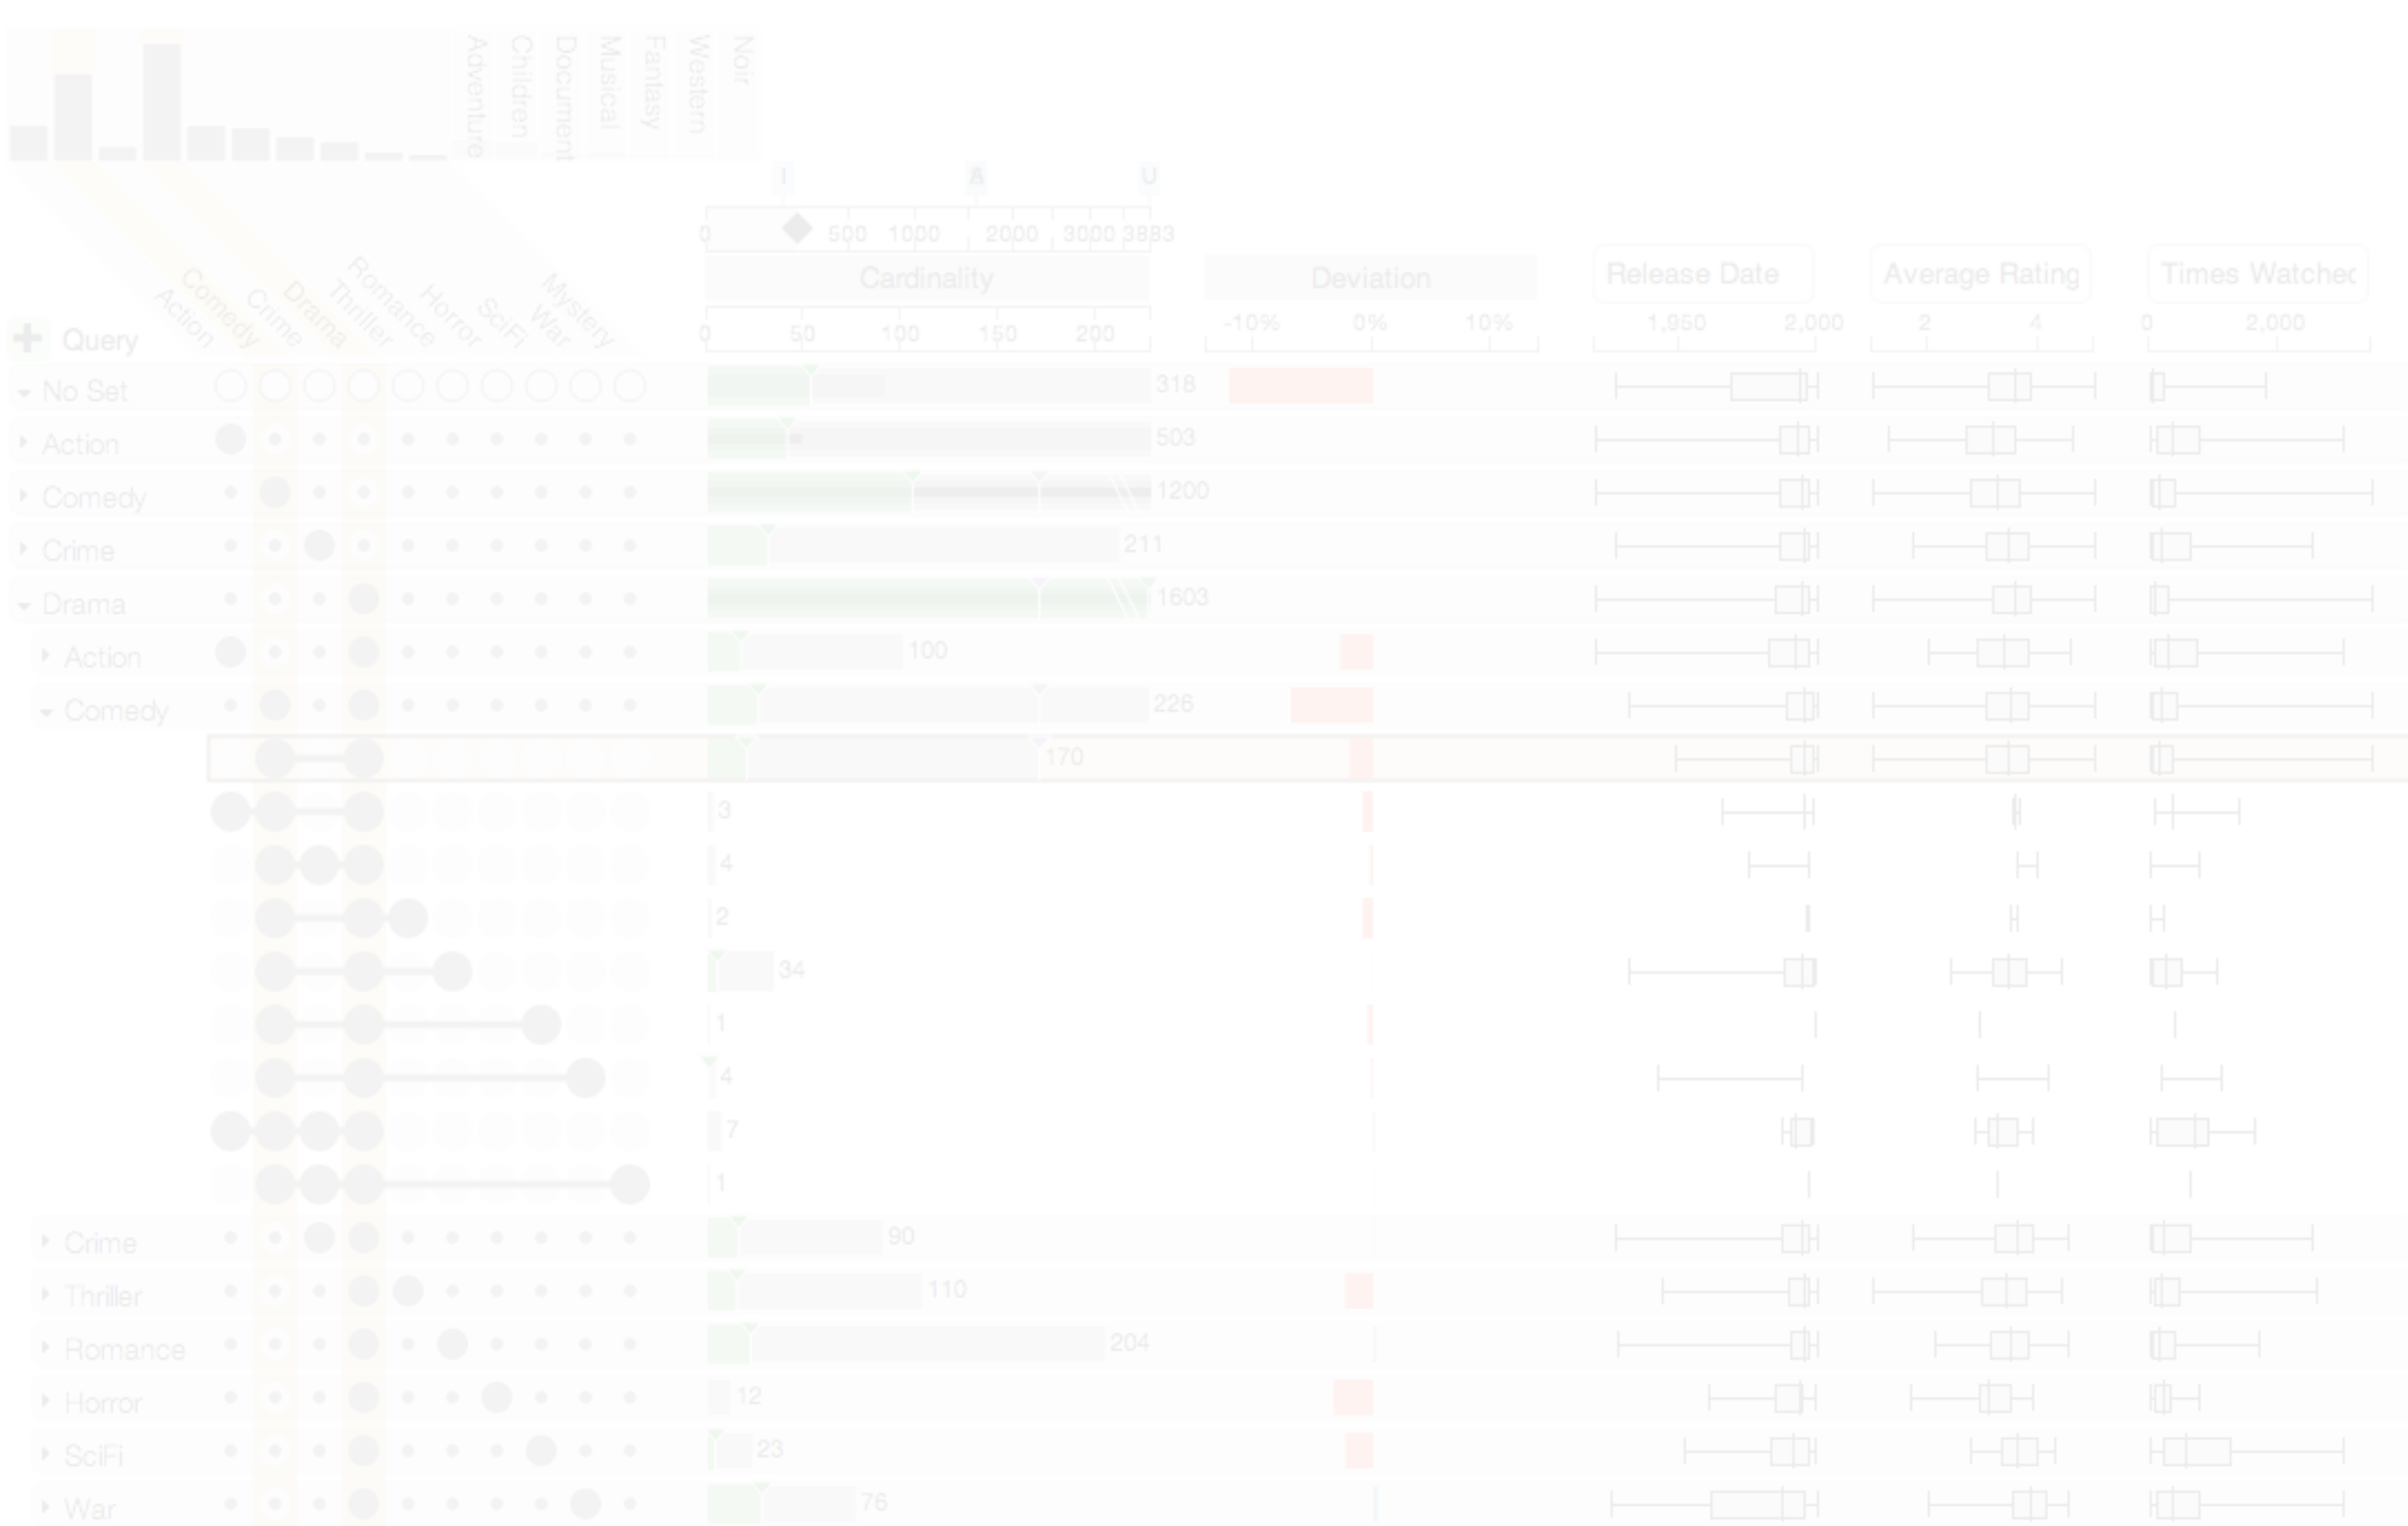 Adventure
Children
Document
Musical
Fantasy
Western
Noir
I A U
0 500 1000 2000 3000 3883
Cardinality Deviation Release Date Average Rating Times Watched
Action
Comedy
Crime
Drama
Thriller
Romance
Horror
SciFi
War
Mystery
Query
0 50 100 150 200 -10% 0% 10% 1,950 2,000 2 4 0 2,000
No Set 318
Action 503
Comedy 1200
Crime 211
Drama 1603
Action 100
Comedy 226
170
3
4
2
34
1
4
7
1
Crime 90
Thriller 110
Romance 204
Horror 12
SciFi 23
War 76